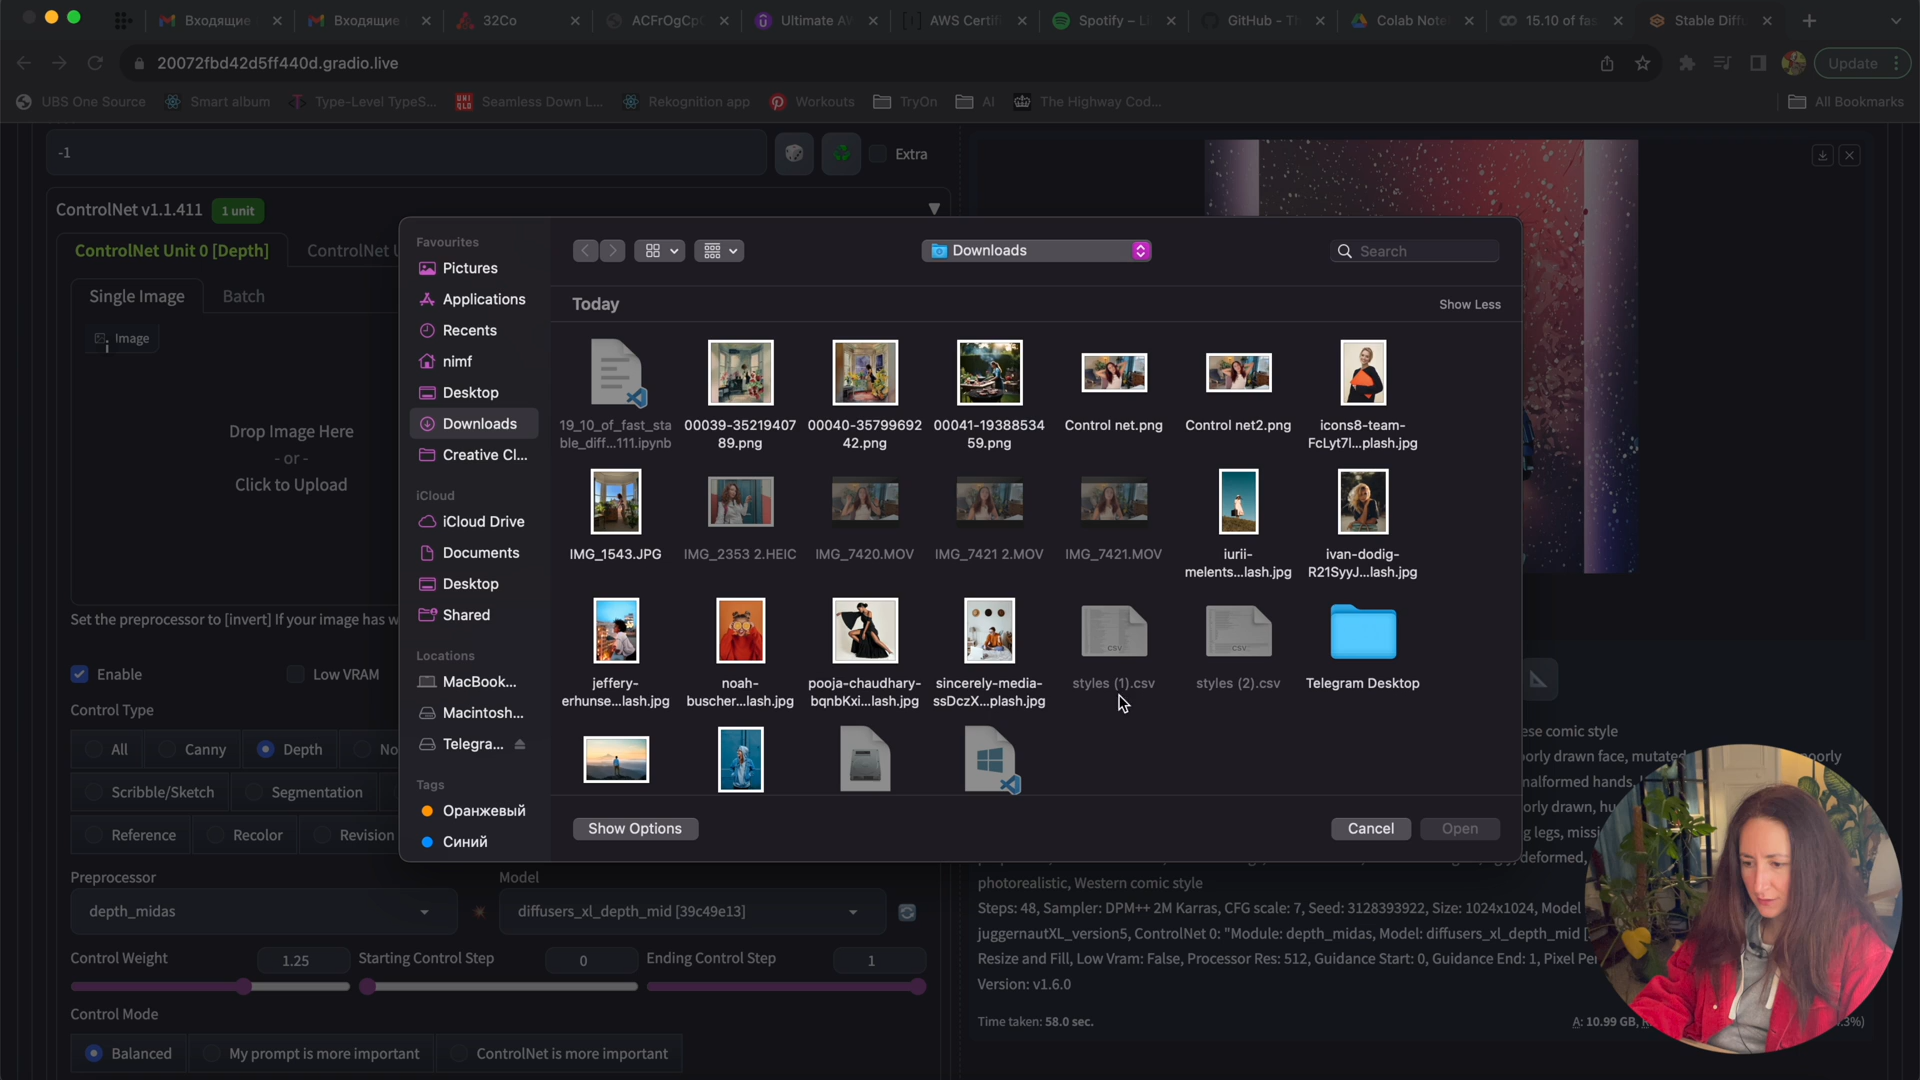 Входящие
Входящие
32Co
ACFrOgCp
Ultimate AW
AWS Certif
Spotify – L
GitHub - Th
Colab Note
15.10 of fas
Stable Diffu
20072fbd42d5ff440d.gradio.live
Update
UBS One Source
Smart album
Type-Level TypeS...
Seamless Down L...
Rekognition app
Workouts
TryOn
AI
The Highway Cod...
All Bookmarks
-1
Extra
ControlNet v1.1.411
1 unit
ControlNet Unit 0 [Depth]
ControlNet U
Single Image
Batch
Image
Drop Image Here
- or -
Click to Upload
Set the preprocessor to [invert] If your image has w
Enable
Low VRAM
Control Type
All
Canny
Depth
No
Scribble/Sketch
Segmentation
Reference
Recolor
Revision
Preprocessor
Model
depth_midas
diffusers_xl_depth_mid [39c49e13]
Control Weight
1.25
Starting Control Step
0
Ending Control Step
1
Control Mode
Balanced
My prompt is more important
ControlNet is more important
Favourites
Pictures
Applications
Recents
nimf
Desktop
Downloads
Creative Cl...
iCloud
iCloud Drive
Documents
Desktop
Shared
Locations
MacBook...
Macintosh...
Telegra...
Tags
Оранжевый
Синий
Downloads
Search
Today
Show Less
19_10_of_fast_sta
ble_diff...111.ipynb
00039-35219407
89.png
00040-35799692
42.png
00041-19388534
59.png
Control net.png
Control net2.png
icons8-team-
FcLyt7l...plash.jpg
IMG_1543.JPG
IMG_2353 2.HEIC
IMG_7420.MOV
IMG_7421 2.MOV
IMG_7421.MOV
iurii-
melents...lash.jpg
ivan-dodig-
R21SyyJ...lash.jpg
jeffery-
erhunse...lash.jpg
noah-
buscher...lash.jpg
pooja-chaudhary-
bqnbKxi...lash.jpg
sincerely-media-
ssDczX...plash.jpg
CSV
styles (1).csv
CSV
styles (2).csv
Telegram Desktop
Show Options
Cancel
Open
ese comic style
oorly drawn face, mutated
poorly
malformed hands,
orly drawn, hu
g legs, missi
deformed,
photorealistic, Western comic style
Steps: 48, Sampler: DPM++ 2M Karras, CFG scale: 7, Seed: 3128393922, Size: 1024x1024, Model
juggernautXL_version5, ControlNet 0: "Module: depth_midas, Model: diffusers_xl_depth_mid [
Resize and Fill, Low Vram: False, Processor Res: 512, Guidance Start: 0, Guidance End: 1, Pixel Pe
Version: v1.6.0
Time taken: 58.0 sec.
A: 10.99 GB,